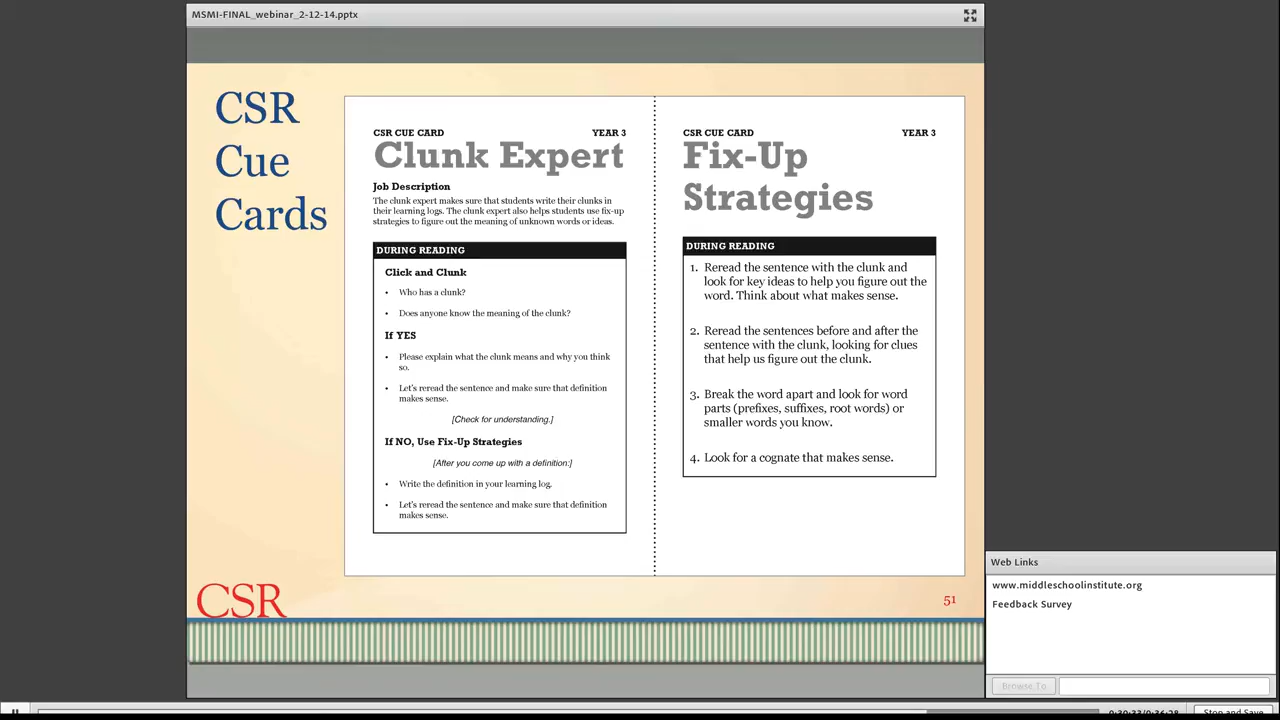 MSMI-FINAL_webinar_2-12-14.pptx
CSR
Cue
Cards
CSR CUE CARD YEAR 3
Clunk Expert
Job Description
The clunk expert makes sure that students write their clunks in
their learning logs. The clunk expert also helps students use fix-up
strategies to figure out the meaning of unknown words or ideas.
DURING READING
Click and Clunk
• Who has a clunk?
• Does anyone know the meaning of the clunk?
If YES
• Please explain what the clunk means and why you think
so.
• Let's reread the sentence and make sure that definition
makes sense.
[Check for understanding.]
If NO, Use Fix-Up Strategies
[After you come up with a definition:]
• Write the definition in your learning log.
• Let's reread the sentence and make sure that definition
makes sense.
CSR CUE CARD YEAR 3
Fix-Up
Strategies
DURING READING
1. Reread the sentence with the clunk and
look for key ideas to help you figure out the
word. Think about what makes sense.
2. Reread the sentences before and after the
sentence with the clunk, looking for clues
that help us figure out the clunk.
3. Break the word apart and look for word
parts (prefixes, suffixes, root words) or
smaller words you know.
4. Look for a cognate that makes sense.
CSR
51
Web Links
www.middleschoolinstitute.org
Feedback Survey
Browse To
0:30:33/0:36:28
Stop and Save